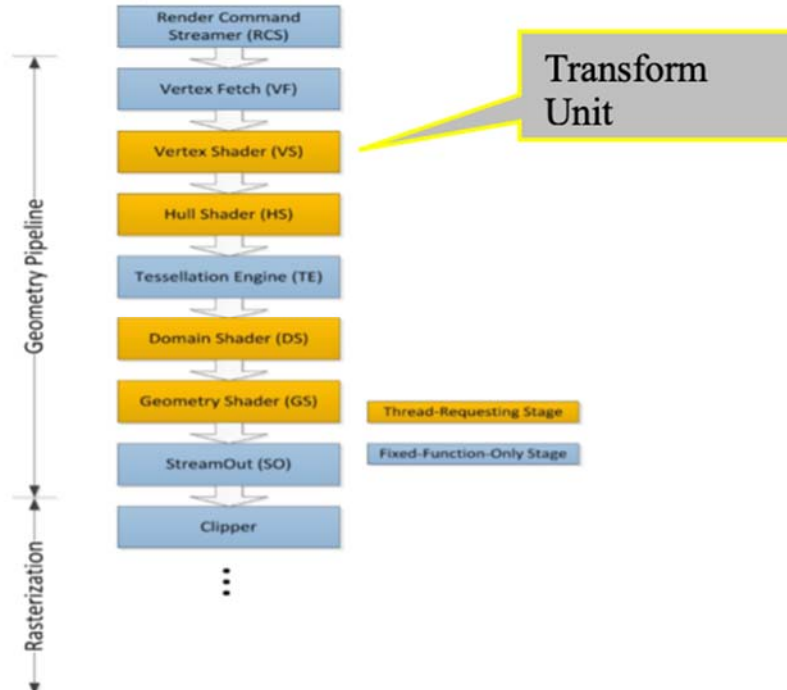 Render Command
Streamer (RCS)
Transform
Unit
Vertex Fetch (VF)
Vertex Shader (VS)
Hull Shader (HS)
Geometry Pipeline
Tessellation Engine (TE)
Domain Shader (DS)
Geometry Shader (GS)
Thread-Requesting Stage
StreamOut (SO)
Fixed-Function-Only Stage
Clipper
Rasterization